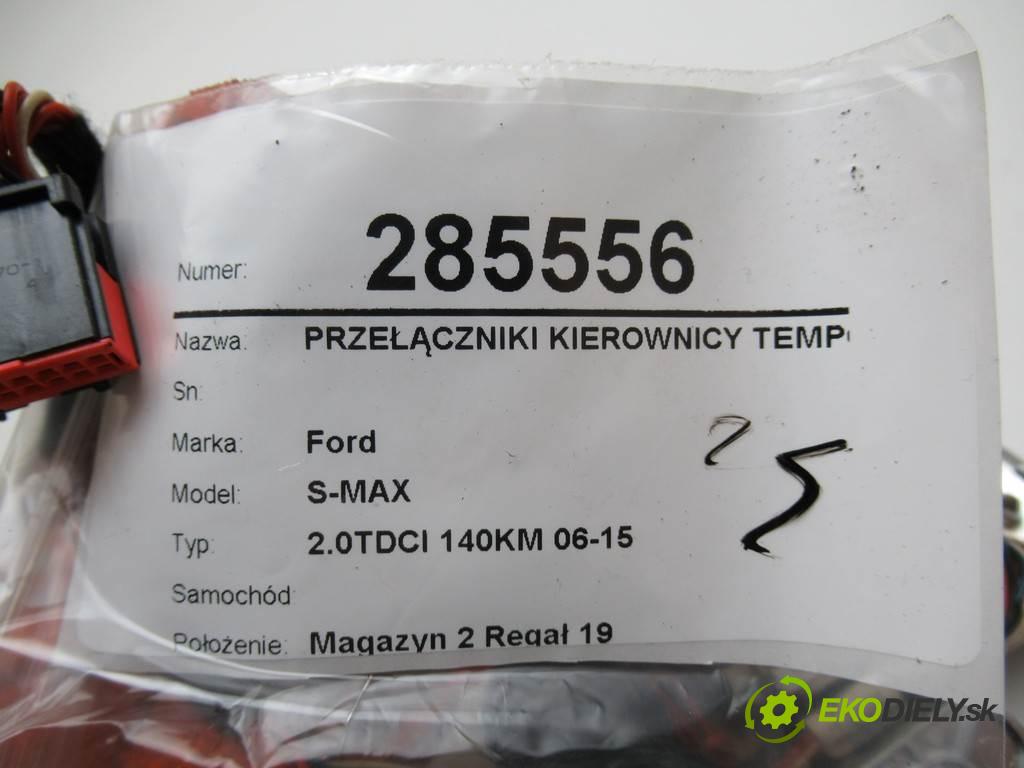 Numer: 285556
Nazwa: PRZEŁĄCZNIKI KIEROWNICY TEMP
Sn:
Marka: Ford
Model: S-MAX
25
Typ: 2.0TDCI 140KM 06-15
Samochód:
Położenie: Magazyn 2 Regał 19
EKODIELY.sk